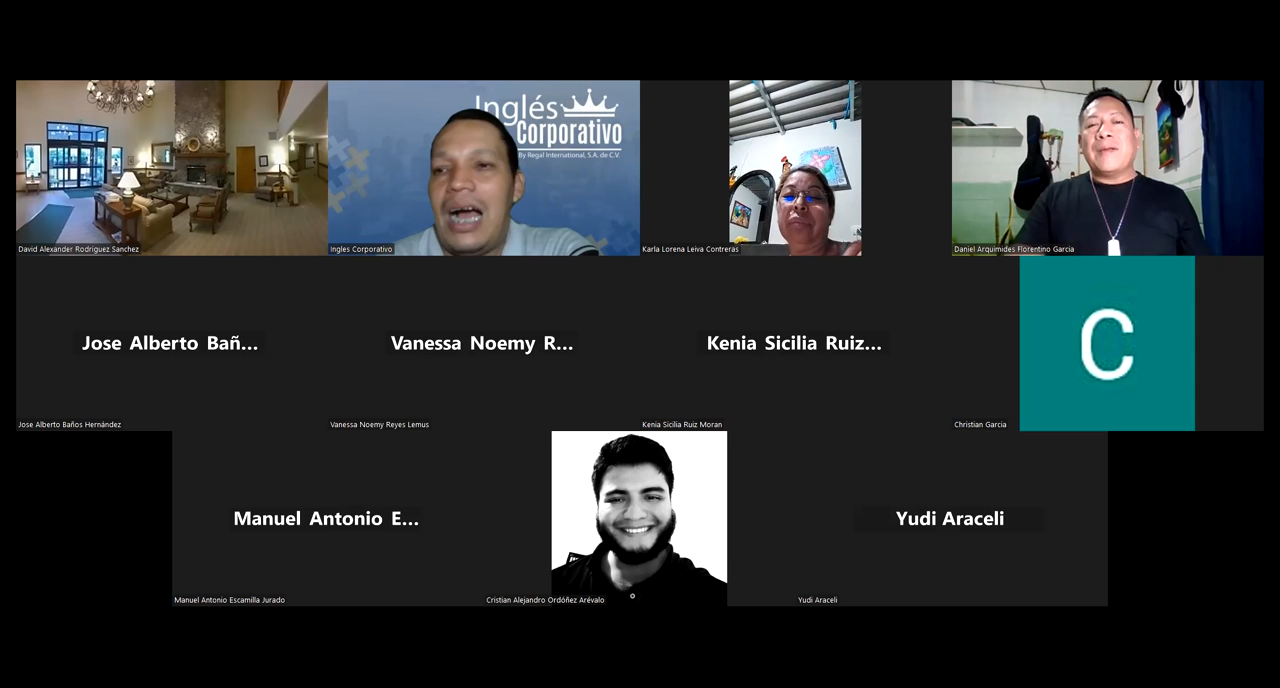 Inglés
Corporativo
By Regal International, S.A. de C.V.
David Alexander Rodriguez Sanchez
Ingles Corporativo
Karla Lorena Leiva Contreras
Daniel Arquimides Florentino Garcia
Jose Alberto Bañ...
Vanessa Noemy R...
Kenia Sicilia Ruiz...
C
Jose Alberto Baños Hernández
Vanessa Noemy Reyes Lemus
Kenia Sicilia Ruiz Moran
Christian Garcia
Manuel Antonio E...
Yudi Araceli
Manuel Antonio Escamilla Jurado
Cristian Alejandro Ordóñez Arévalo
Yudi Araceli